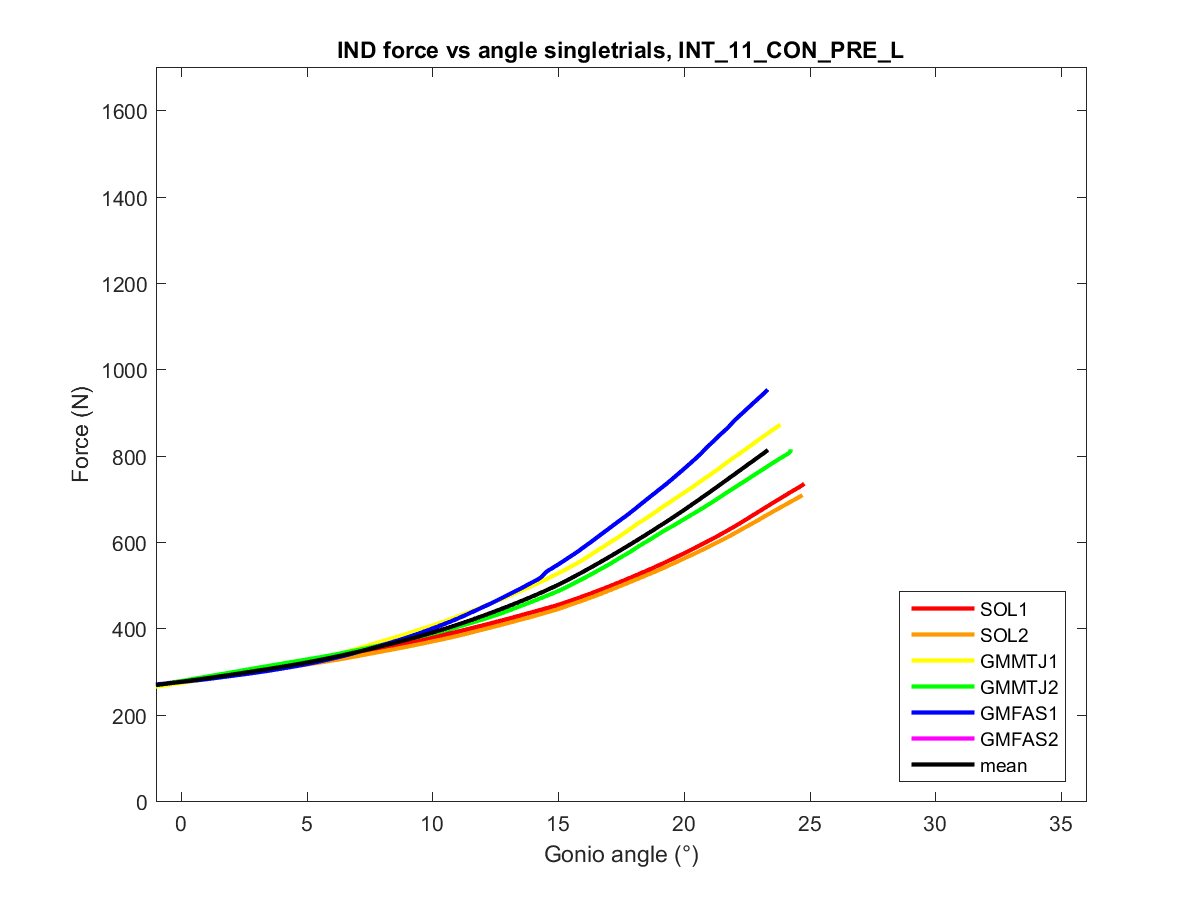 IND force vs angle singletrials, INT_11_CON_PRE_L
1600
1400
1200
1000
800
600
400
200
0
Force (N)
0 5 10 15 20 25 30 35
Gonio angle (°)
SOL1
SOL2
GMMTJ1
GMMTJ2
GMFAS1
GMFAS2
mean